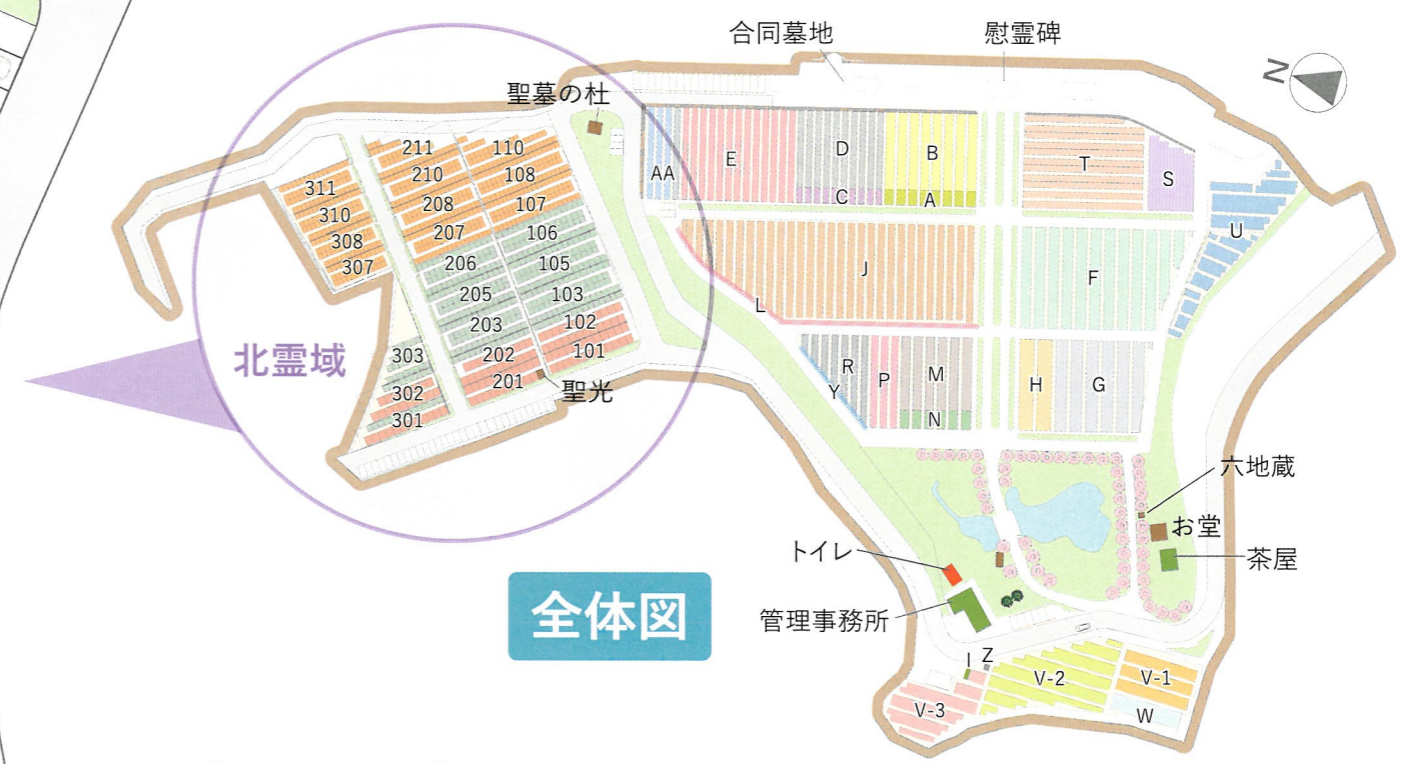 合同墓地
慰霊碑
N
聖墓の杜
211
110
210
108
208
107
207
106
206
105
205
103
203
102
202
101
201
311
310
308
307
303
302
301
北霊域
聖光
AA
E
D
B
C
A
T
S
U
J
F
L
R
P
M
H
G
Y
N
六地蔵
お堂
茶屋
トイレ
管理事務所
全体図
I
Z
V-3
V-2
V-1
W